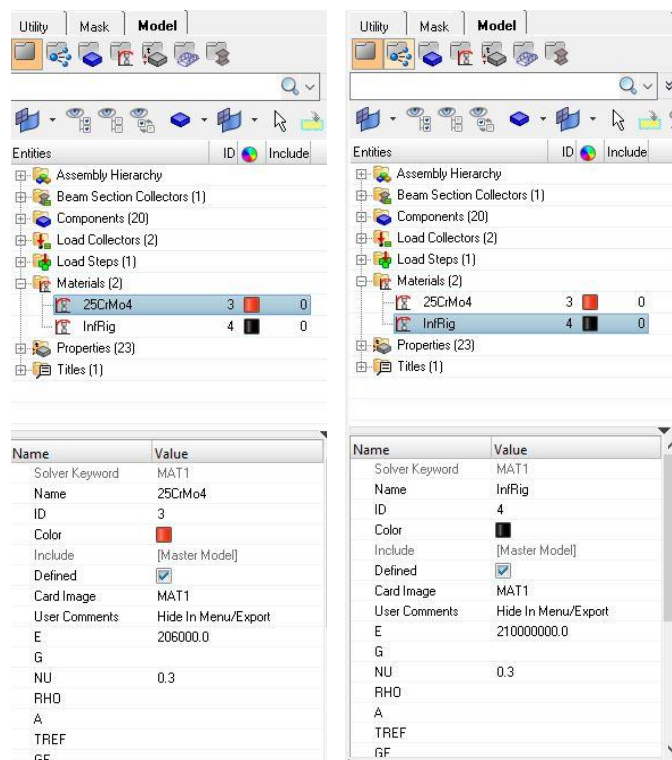 Utility Mask Model
Entities ID Include
Assembly Hierarchy
Beam Section Collectors (1)
Components (20)
Load Collectors (2)
Load Steps (1)
Materials (2)
25CrMo4 3 0
InfRig 4 0
Properties (23)
Titles (1)
Name Value
Solver Keyword MAT1
Name 25CrMo4
ID 3
Color
Include [Master Model]
Defined
Card Image MAT1
User Comments Hide In Menu/Export
E 206000.0
G
NU 0.3
RHO
A
TREF
GE
Utility Mask Model
Entities ID Include
Assembly Hierarchy
Beam Section Collectors (1)
Components (20)
Load Collectors (2)
Load Steps (1)
Materials (2)
25CrMo4 3 0
InfRig 4 0
Properties (23)
Titles (1)
Name Value
Solver Keyword MAT1
Name InfRig
ID 4
Color
Include [Master Model]
Defined
Card Image MAT1
User Comments Hide In Menu/Export
E 210000000.0
G
NU 0.3
RHO
A
TREF
GE